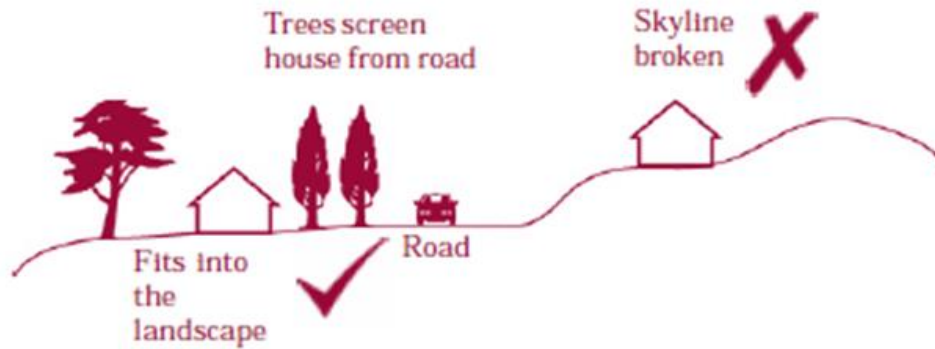 Trees screen
house from road
Skyline
broken
Road
Fits into
the
landscape